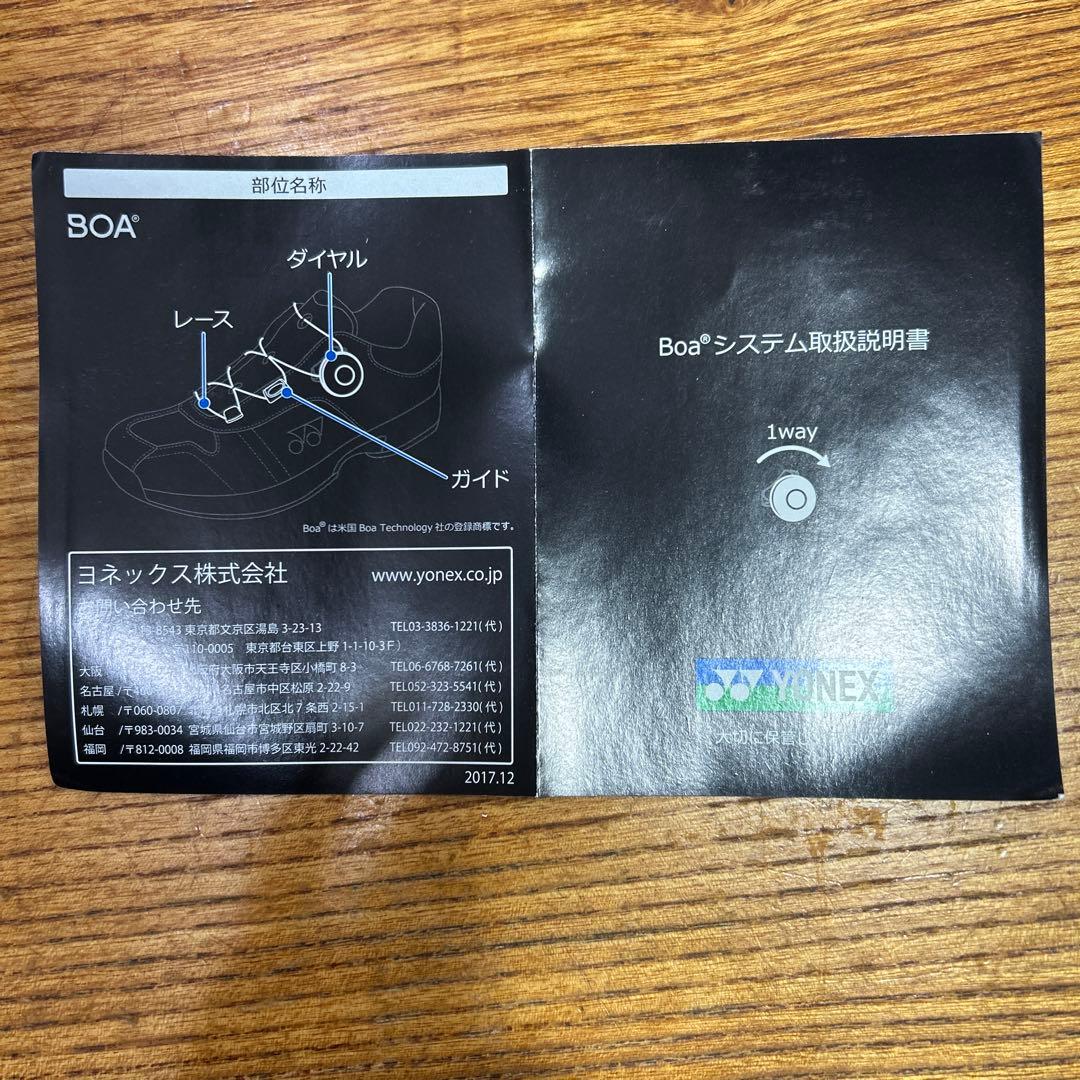 部位名称
BOA®
ダイヤル
レース
ガイド
Boa®は米国 Boa Technology 社の登録商標です。
ヨネックス株式会社 www.yonex.co.jp
お問い合わせ先
8543 東京都文京区湯島 3-23-13 TEL03-3836-1221(代)
110-0005 東京都台東区上野 1-1-10-3F)
大阪 府大阪市天王寺区小橋町 8-3 TEL06-6768-7261(代)
名古屋/〒 名古屋市中区松原 2-22-9 TEL052-323-5541(代)
札幌 /〒060-0807 市北区北7条西 2-15-1 TEL011-728-2330(代)
仙台 /〒983-0034 宮城県仙台市宮城野区扇町 3-10-7 TEL022-232-1221(代)
福岡 /〒812-0008 福岡県福岡市博多区東光 2-22-42 TEL092-472-8751(代)
2017.12
Boa®システム取扱説明書
1way
YONEX
大切に保管